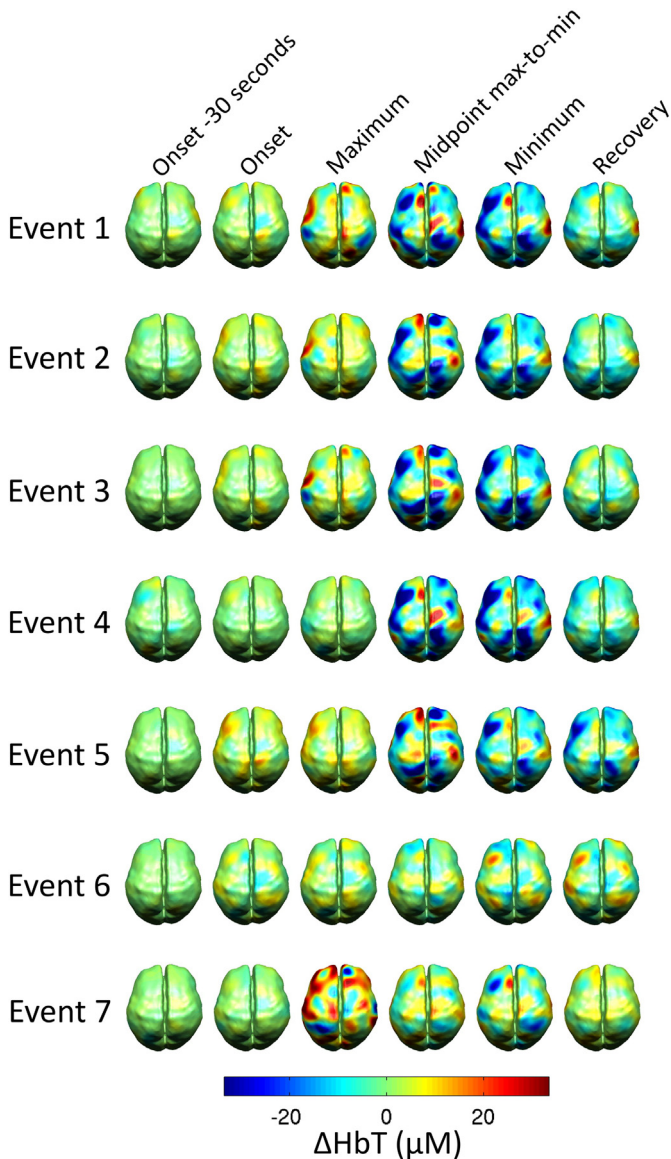 Onset -30 seconds
Onset
Maximum
Midpoint max-to-min
Minimum
Recovery
Event 1
Event 2
Event 3
Event 4
Event 5
Event 6
Event 7
-20 0 20
ΔHbT (μM)